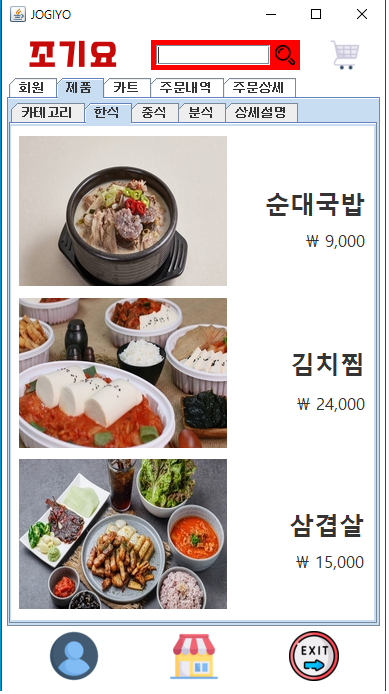 JOGIYO
쪼기요
회원 제품 카트 주문내역 주문상세
카테고리 한식 중식 분식 상세설명
순대국밥
₩ 9,000
김치찜
₩ 24,000
삼겹살
₩ 15,000
EXIT